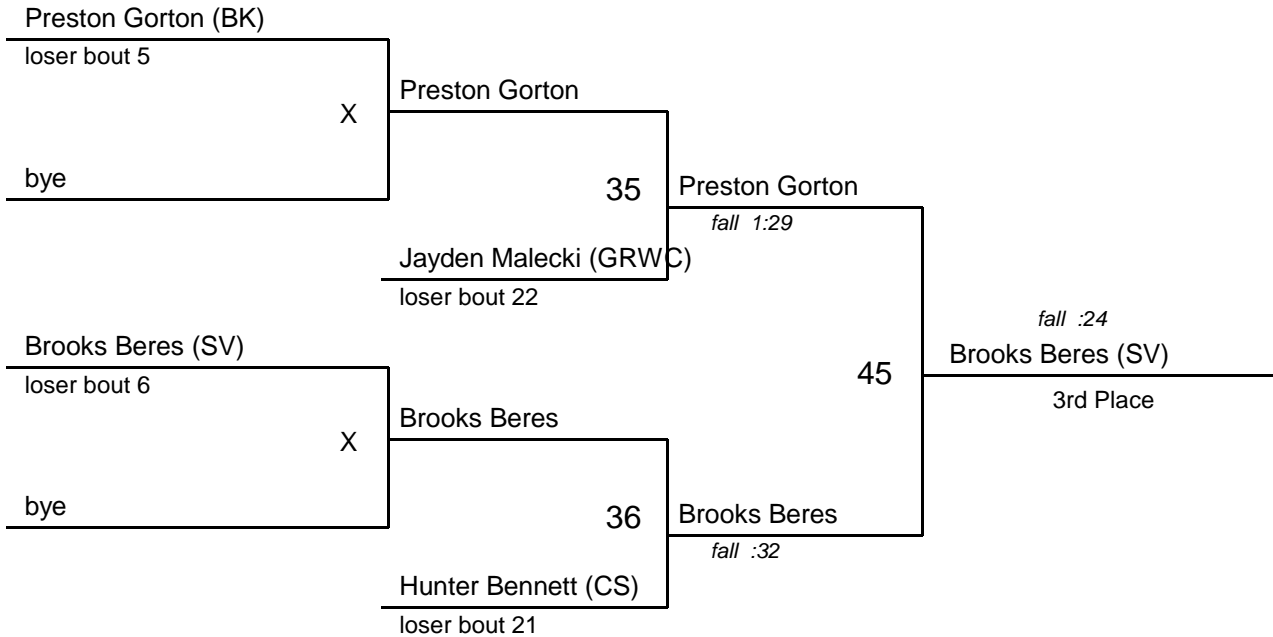 Preston Gorton (BK)
loser bout 5
X
Preston Gorton
bye
35
Preston Gorton
fall 1:29
Jayden Malecki (GRWC)
loser bout 22
fall :24
Brooks Beres (SV)
3rd Place
45
Brooks Beres (SV)
loser bout 6
X
Brooks Beres
bye
36
Brooks Beres
fall :32
Hunter Bennett (CS)
loser bout 21